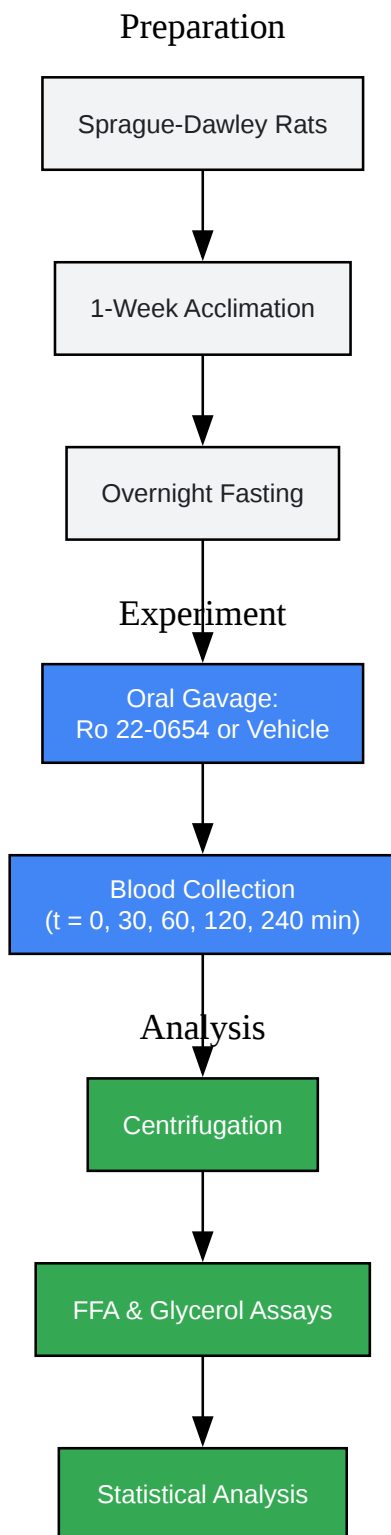 Preparation
Sprague-Dawley Rats
1-Week Acclimation
Overnight Fasting
Experiment
Oral Gavage:
Ro 22-0654 or Vehicle
Blood Collection
(t = 0, 30, 60, 120, 240 min)
Analysis
Centrifugation
FFA & Glycerol Assays
Statistical Analysis